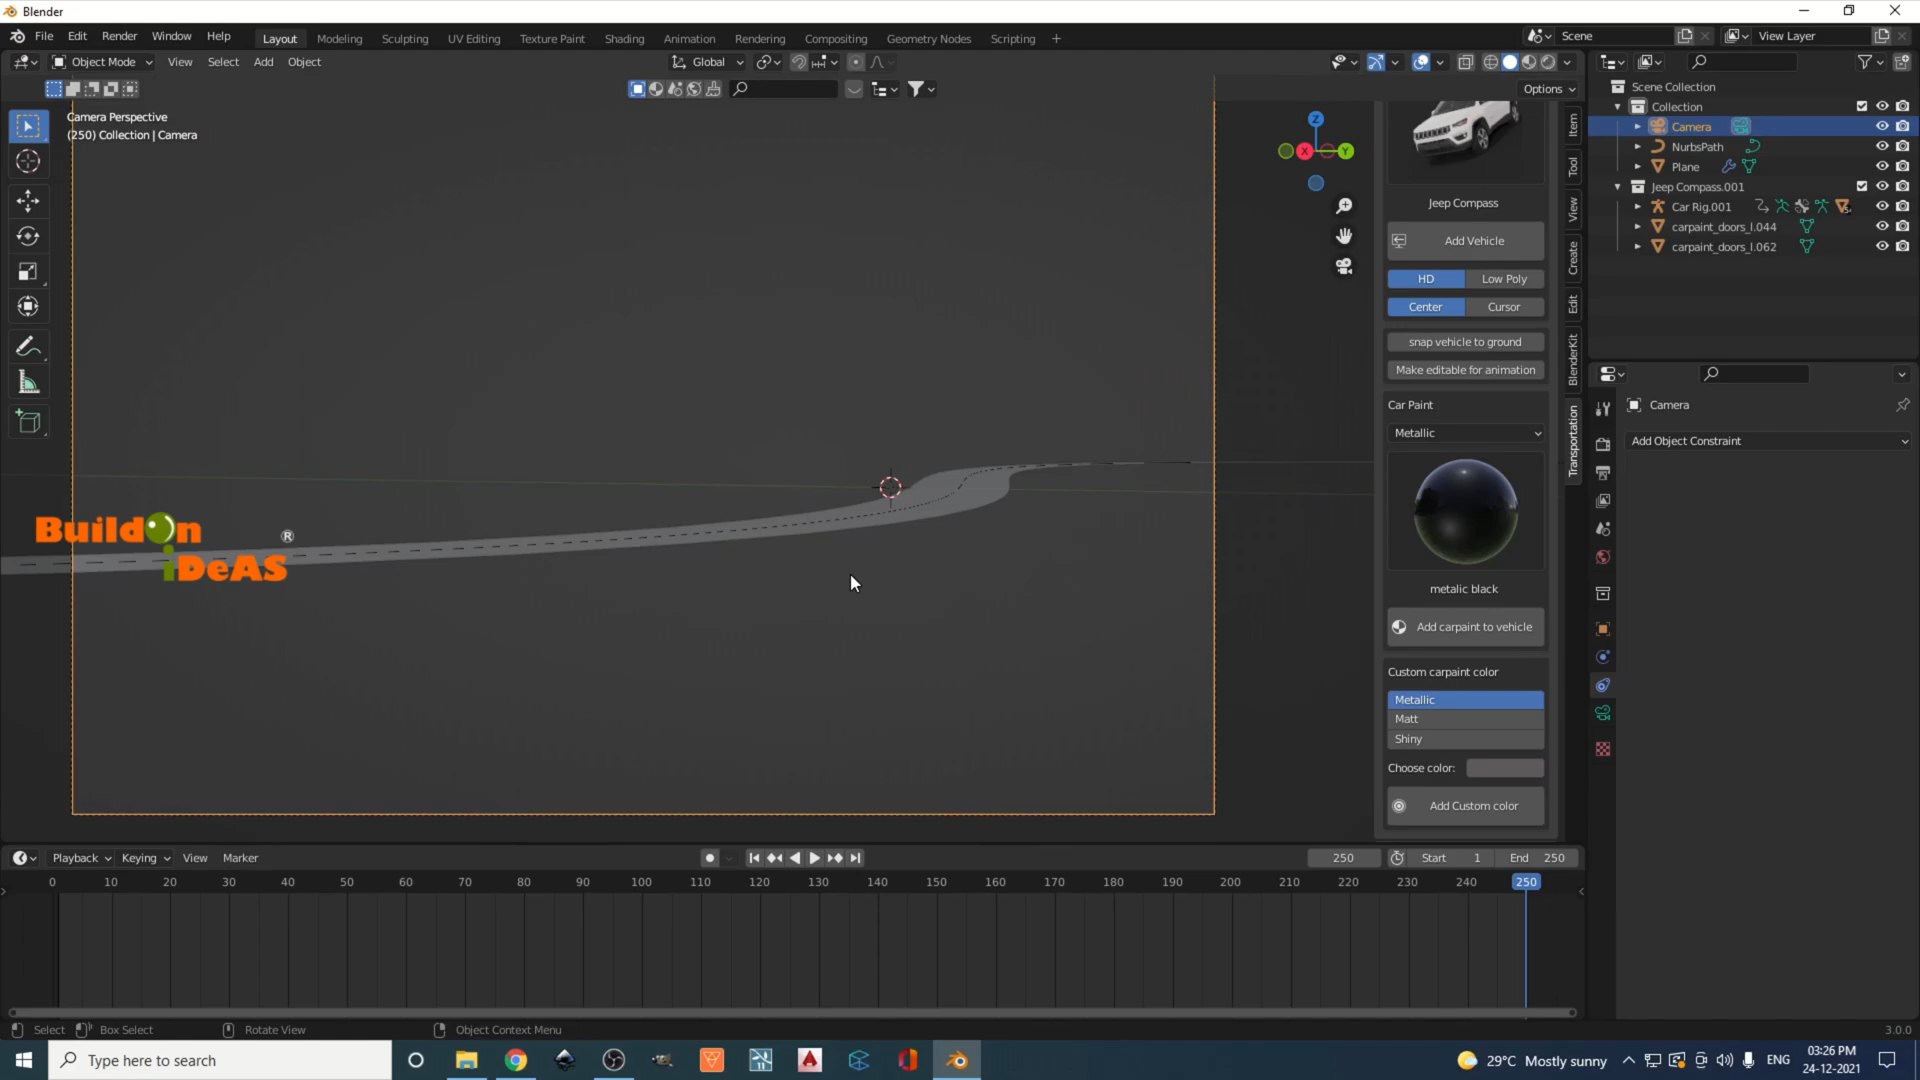 Blender
File Edit Render Window Help Layout Modeling Sculpting UV Editing Texture Paint Shading Animation Rendering Compositing Geometry Nodes Scripting + Scene View Layer
Object Mode View Select Add Object Global
Options
Camera Perspective
(250) Collection | Camera
Z
X
Y
Item
Tool
View
Create
Edit
BlenderKit
Transportation
Jeep Compass
Add Vehicle
HD Low Poly
Center Cursor
snap vehicle to ground
Make editable for animation
Car Paint
Metallic
metalic black
Add carpaint to vehicle
Custom carpaint color
Metallic
Matt
Shiny
Choose color:
Add Custom color
Scene Collection
Collection
Camera
NurbsPath
Plane
Jeep Compass.001
Car Rig.001
carpaint_doors_l.044
carpaint_doors_l.062
Camera
Add Object Constraint
BuildOn ®
iDeAS
Playback Keying View Marker 250 Start 1 End 250
0 10 20 30 40 50 60 70 80 90 100 110 120 130 140 150 160 170 180 190 200 210 220 230 240 250
Select Box Select Rotate View Object Context Menu 3.0.0
Type here to search 29°C Mostly sunny ENG 03:26 PM
24-12-2021